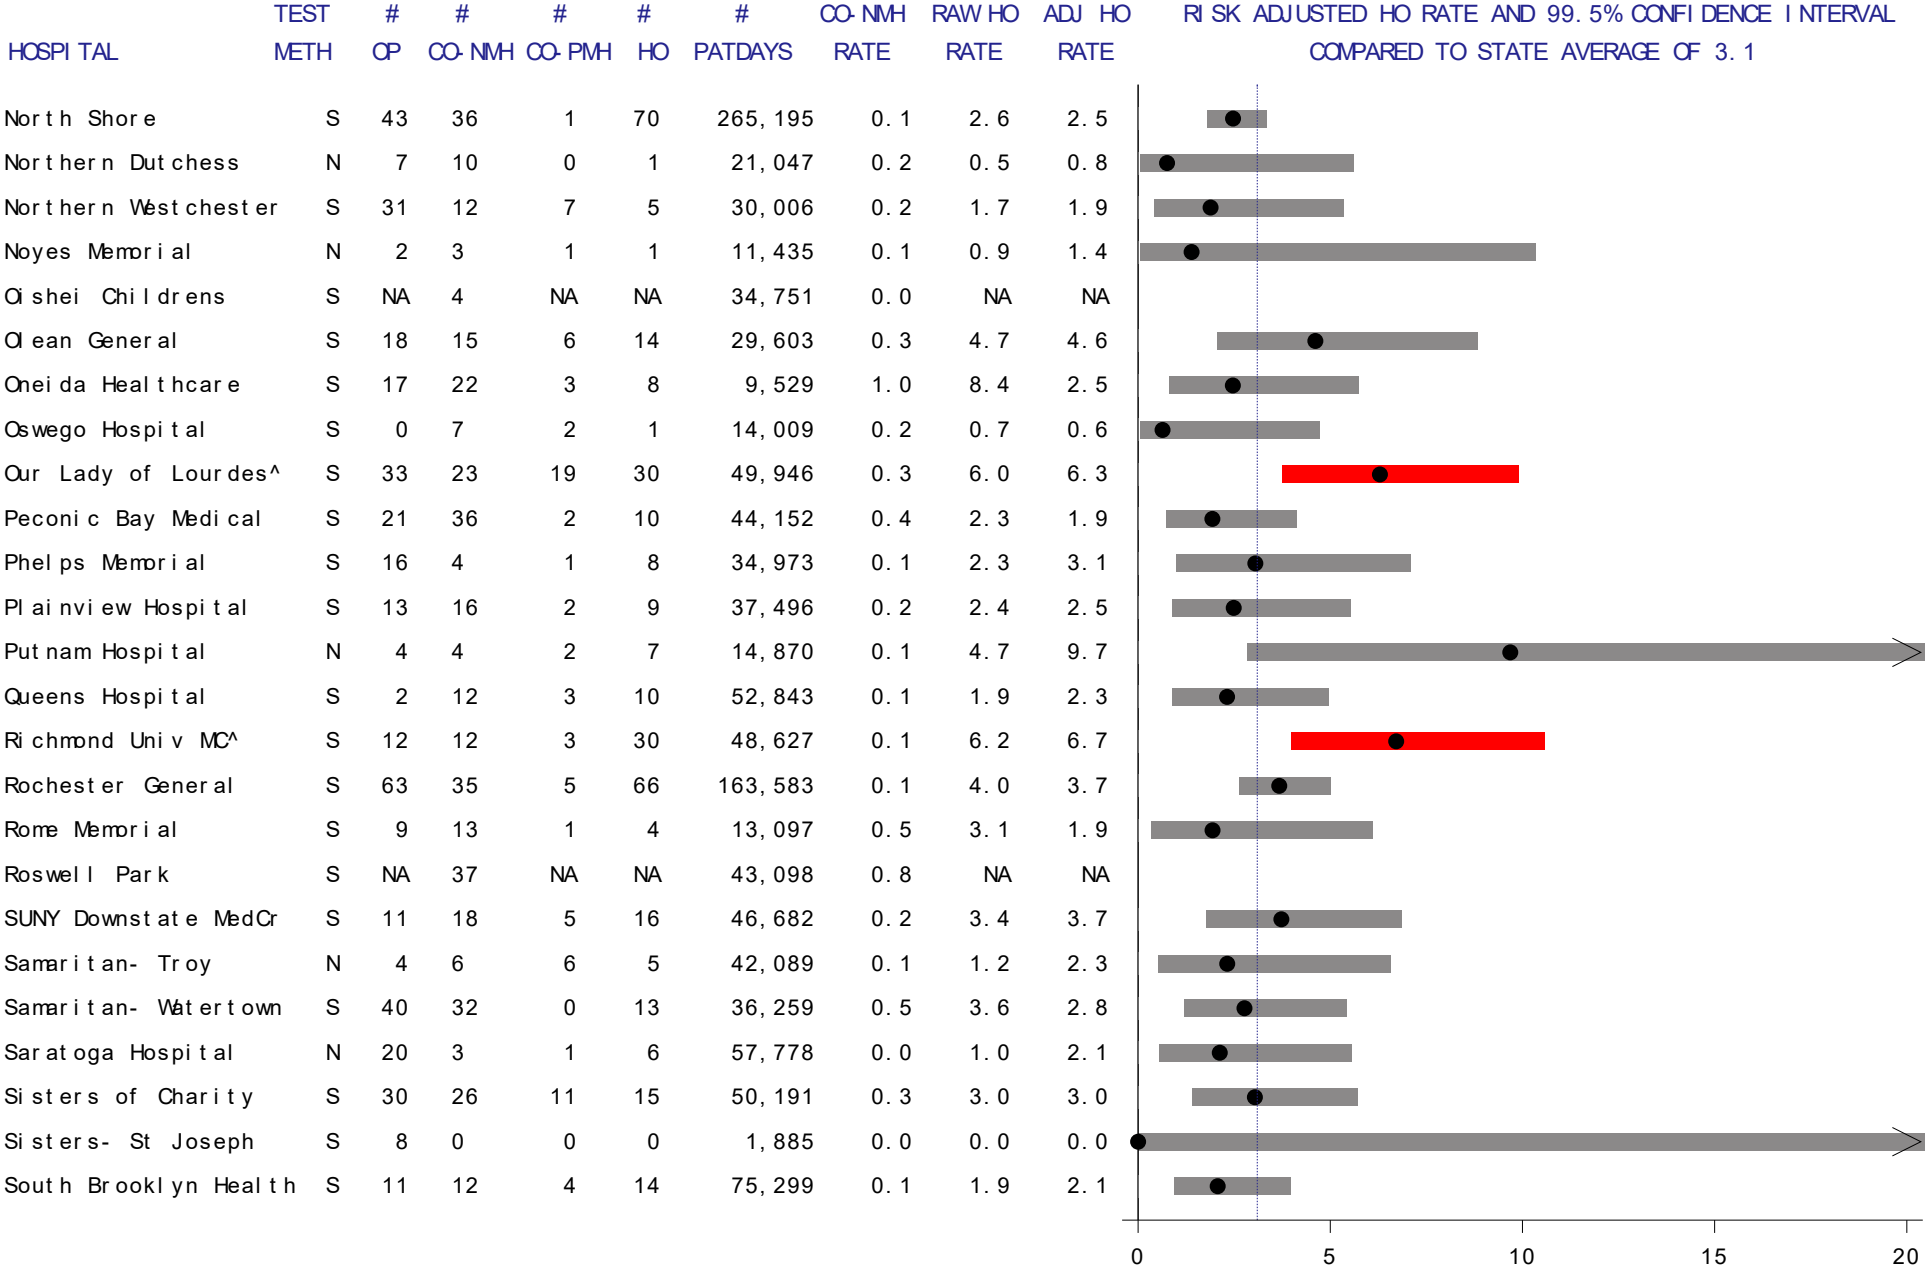 TEST # # # # # CO-NMH RAW HO ADJ HO RISK ADJUSTED HO RATE AND 99.5% CONFIDENCE INTERVAL
HOSPITAL METH OP CO-NMH CO-PMH HO PATDAYS RATE RATE RATE COMPARED TO STATE AVERAGE OF 3.1
North Shore S 43 36 1 70 265,195 0.1 2.6 2.5
Northern Dutchess N 7 10 0 1 21,047 0.2 0.5 0.8
Northern Westchester S 31 12 7 5 30,006 0.2 1.7 1.9
Noyes Memorial N 2 3 1 1 11,435 0.1 0.9 1.4
Oishei Childrens S NA 4 NA NA 34,751 0.0 NA NA
Olean General S 18 15 6 14 29,603 0.3 4.7 4.6
Oneida Healthcare S 17 22 3 8 9,529 1.0 8.4 2.5
Oswego Hospital S 0 7 2 1 14,009 0.2 0.7 0.6
Our Lady of Lourdes^ S 33 23 19 30 49,946 0.3 6.0 6.3
Peconic Bay Medical S 21 36 2 10 44,152 0.4 2.3 1.9
Phelps Memorial S 16 4 1 8 34,973 0.1 2.3 3.1
Plainview Hospital S 13 16 2 9 37,496 0.2 2.4 2.5
Putnam Hospital N 4 4 2 7 14,870 0.1 4.7 9.7
Queens Hospital S 2 12 3 10 52,843 0.1 1.9 2.3
Richmond Univ MC^ S 12 12 3 30 48,627 0.1 6.2 6.7
Rochester General S 63 35 5 66 163,583 0.1 4.0 3.7
Rome Memorial S 9 13 1 4 13,097 0.5 3.1 1.9
Roswell Park S NA 37 NA NA 43,098 0.8 NA NA
SUNY Downstate MedCr S 11 18 5 16 46,682 0.2 3.4 3.7
Samaritan- Troy N 4 6 6 5 42,089 0.1 1.2 2.3
Samaritan- Watertown S 40 32 0 13 36,259 0.5 3.6 2.8
Saratoga Hospital N 20 3 1 6 57,778 0.0 1.0 2.1
Sisters of Charity S 30 26 11 15 50,191 0.3 3.0 3.0
Sisters- St Joseph S 8 0 0 0 1,885 0.0 0.0 0.0
South Brooklyn Health S 11 12 4 14 75,299 0.1 1.9 2.1
0 5 10 15 20